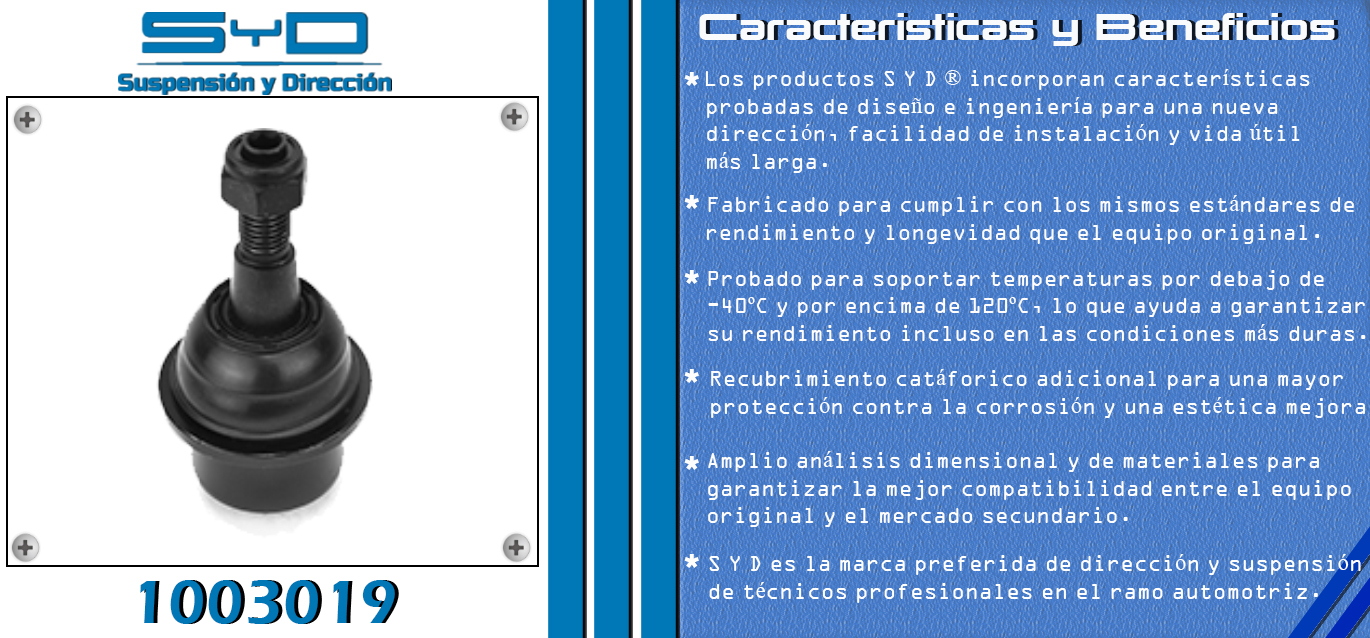 SYD
Suspensión y Dirección
1003019
Caracteristicas y Beneficios
* Los productos S Y D ® incorporan características
probadas de diseño e ingeniería para una nueva
dirección, facilidad de instalación y vida útil
más larga.
* Fabricado para cumplir con los mismos estándares de
rendimiento y longevidad que el equipo original.
* Probado para soportar temperaturas por debajo de
-40°C y por encima de 120°C, lo que ayuda a garantizar
su rendimiento incluso en las condiciones más duras.
* Recubrimiento catáforico adicional para una mayor
protección contra la corrosión y una estética mejora
* Amplio análisis dimensional y de materiales para
garantizar la mejor compatibilidad entre el equipo
original y el mercado secundario.
* S Y D es la marca preferida de dirección y suspensión
de técnicos profesionales en el ramo automotriz.